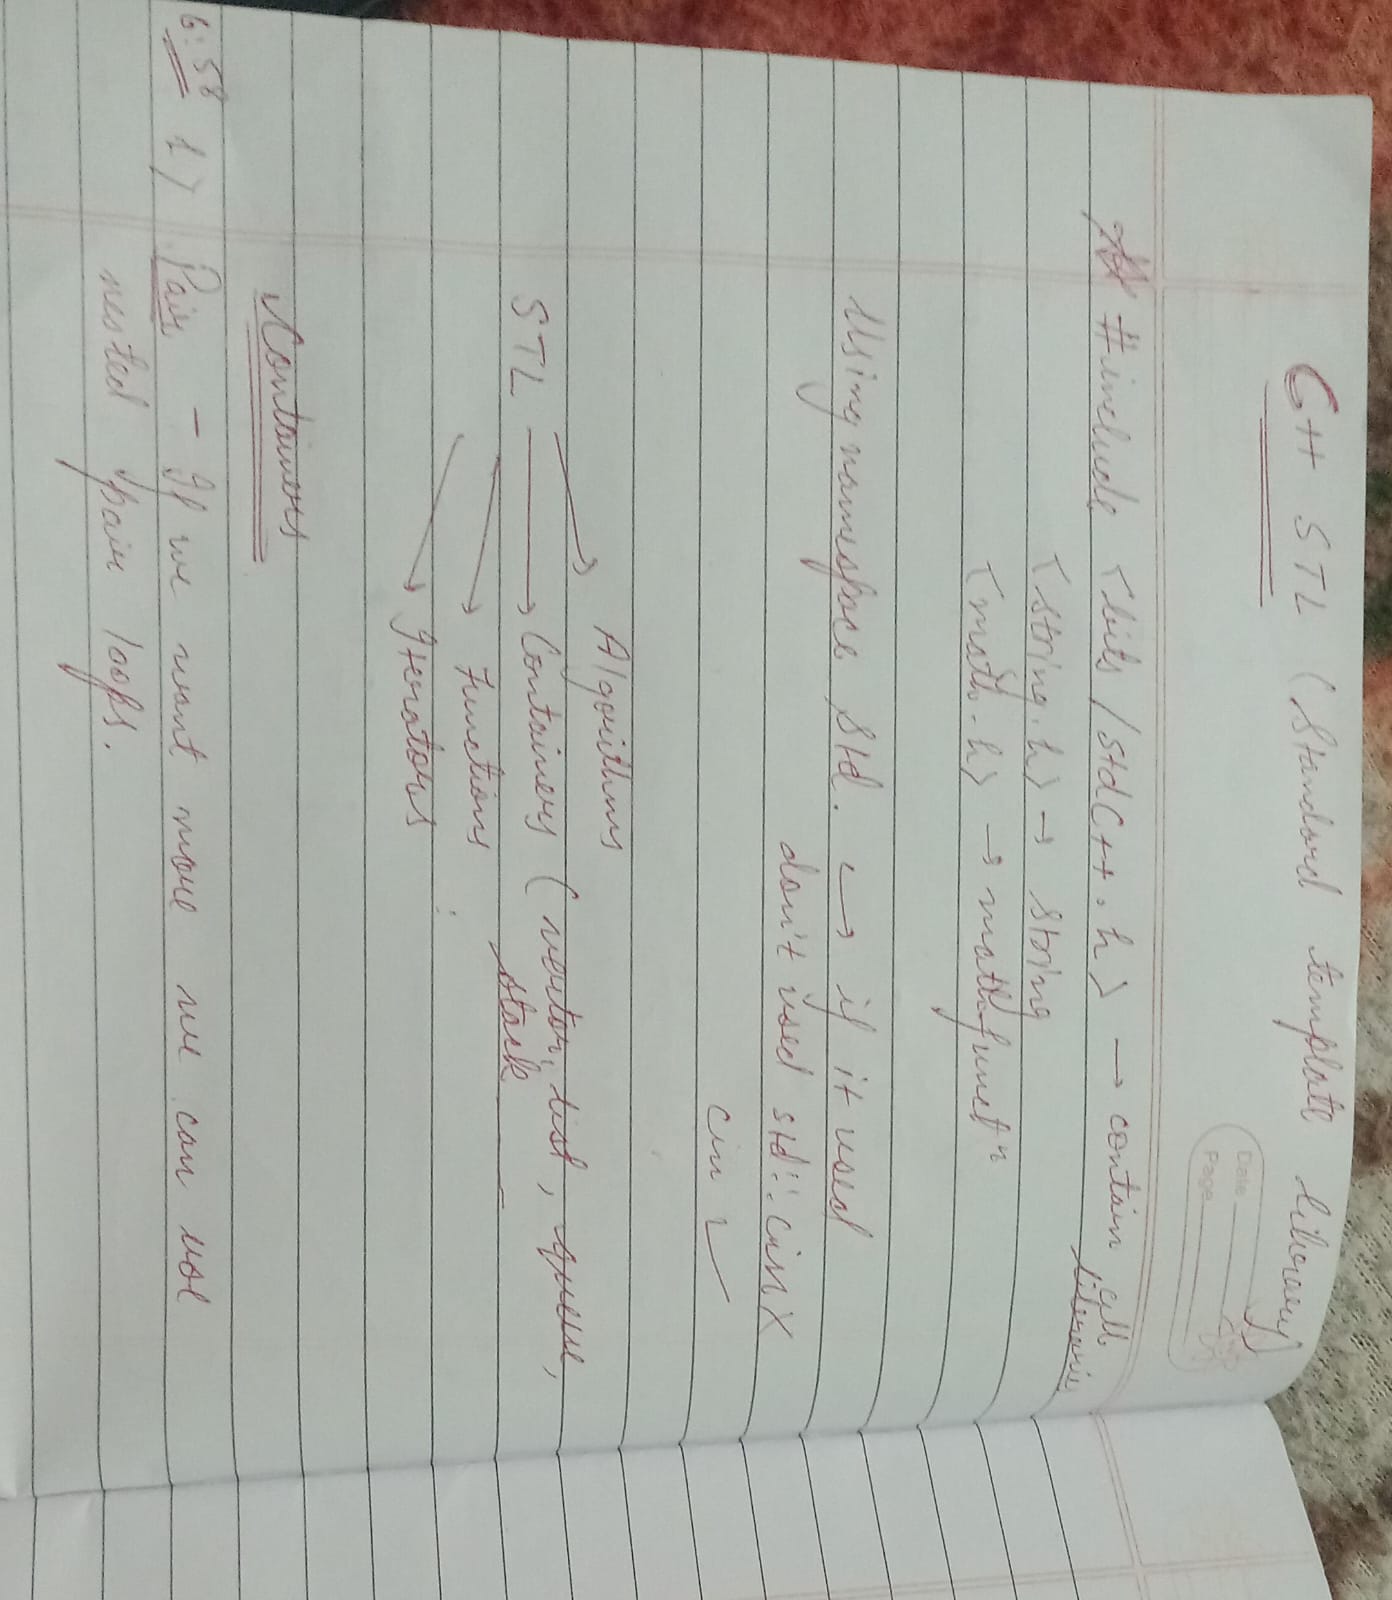 C++ STL (Standard template library)
Date
Page
#include <bits/stdc++.h> → contain all
<string.h> → string
<math.h> → math funct^n
Using namespace std. ↪ if it used
don't used std::cin X
cin ✓
Algorithms
STL → Containers (vector, list, queue,
stack
Functions
Iterators
Containers
6:58 1) Pair - If we want more we can use
nested pair loops.